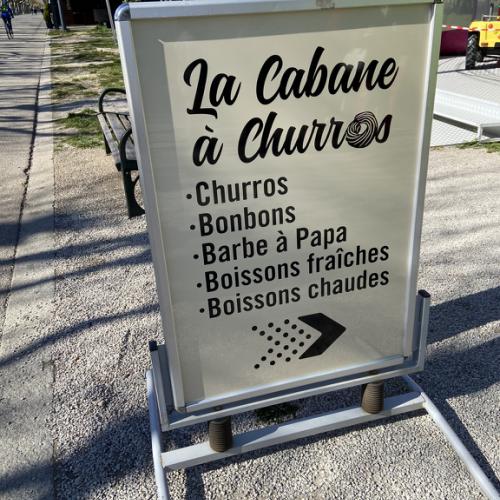 La Cabane
à Churros
·Churros
·Bonbons
·Barbe à Papa
·Boissons fraîches
·Boissons chaudes